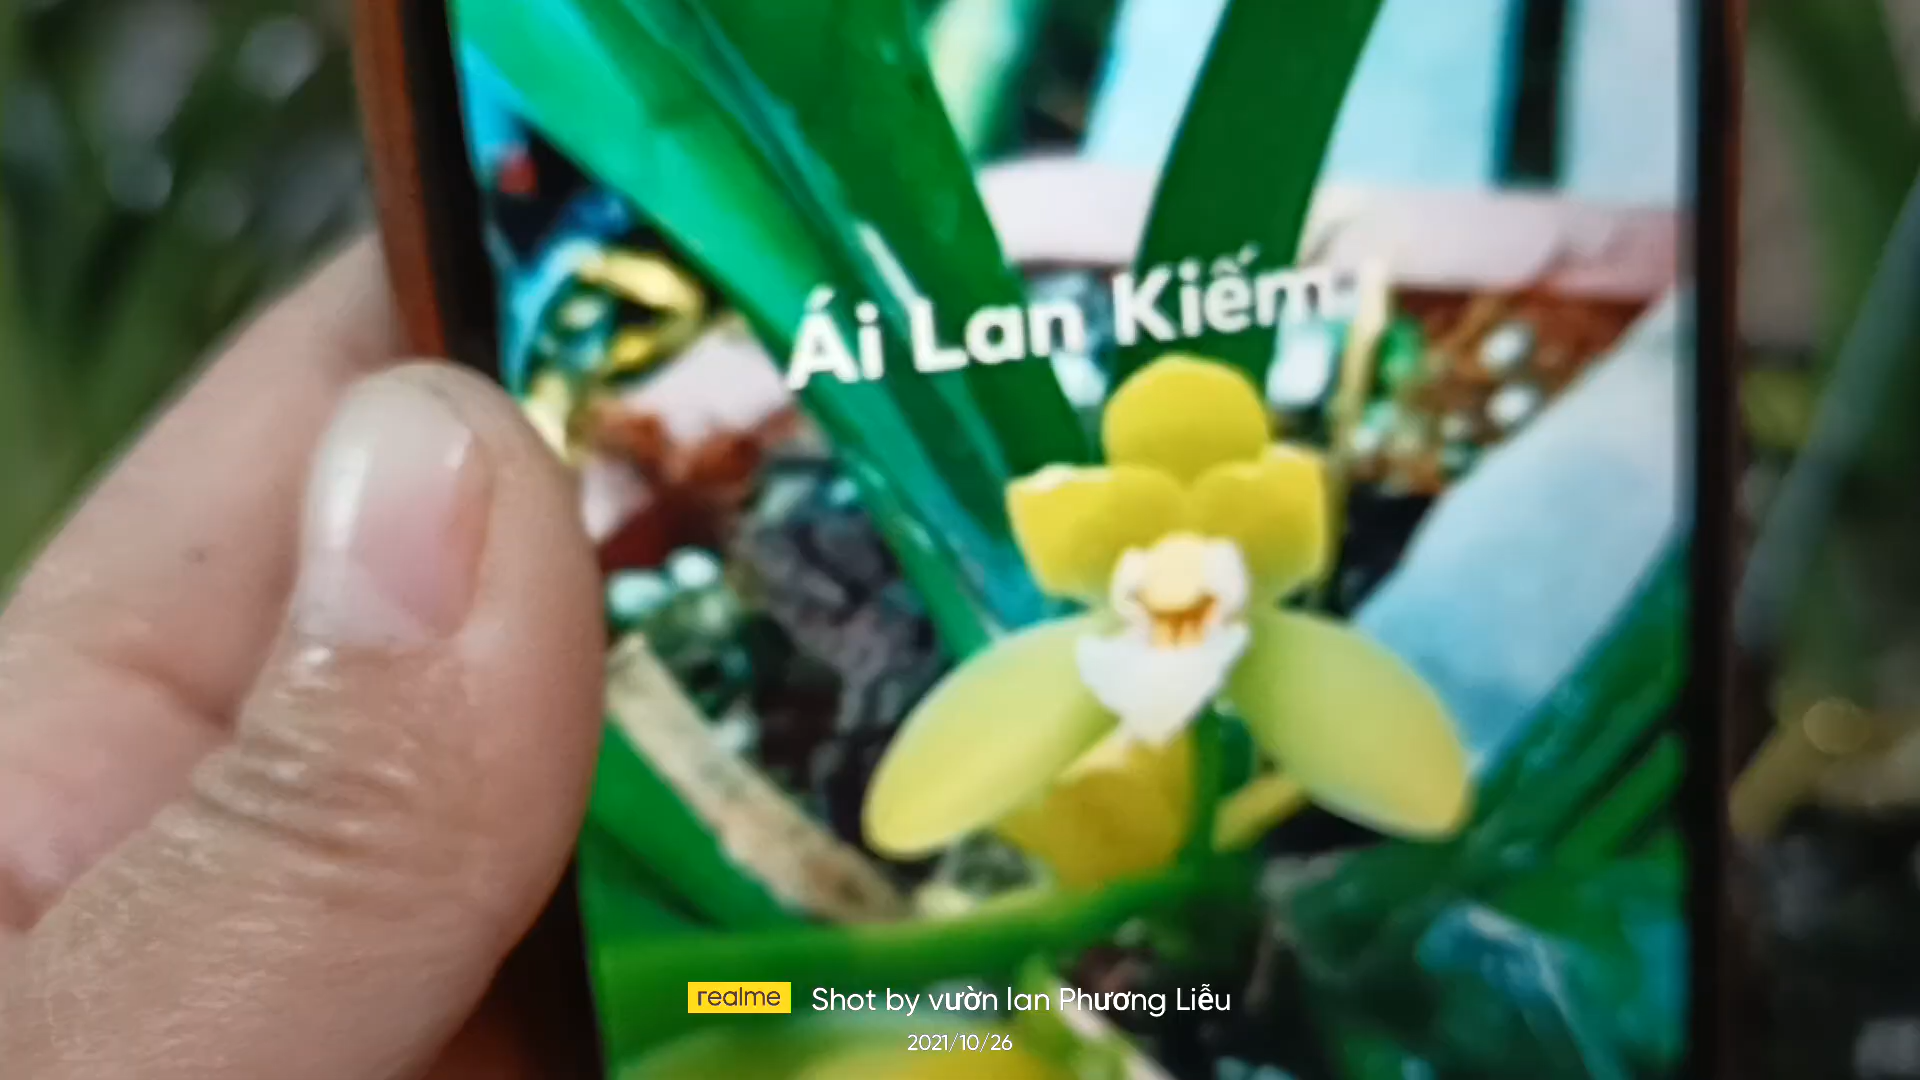 Ái Lan Kiếm
realme Shot by vườn lan Phương Liễu
2021/10/26